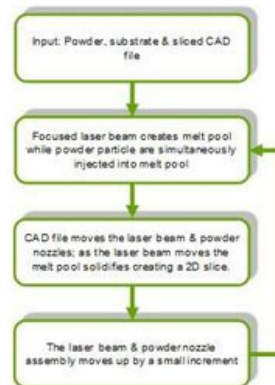 Input: Powder, substrate & sliced CAD
file
Focused laser beam creates melt pool
while powder particle are simultaneously
injected into melt pool
CAD file moves the laser beam & powder
nozzles; as the laser beam moves the
melt pool solidifies creating a 2D slice.
The laser beam & powder nozzle
assembly moves up by a small increment